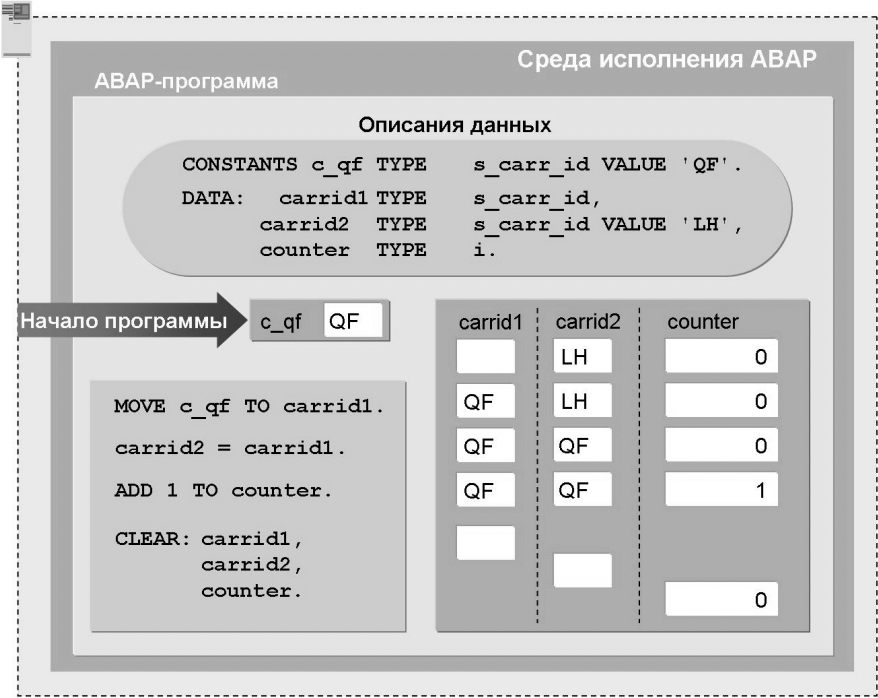 Среда исполнения ABAP
ABAP-программа
Описания данных
CONSTANTS c_qf TYPE s_carr_id VALUE 'QF'.
DATA: carrid1 TYPE s_carr_id,
carrid2 TYPE s_carr_id VALUE 'LH',
counter TYPE i.
Начало программы
c_qf QF
MOVE c_qf TO carrid1.
carrid2 = carrid1.
ADD 1 TO counter.
CLEAR: carrid1,
carrid2,
counter.
carrid1 carrid2 counter
LH 0
QF LH 0
QF QF 0
QF QF 1
0